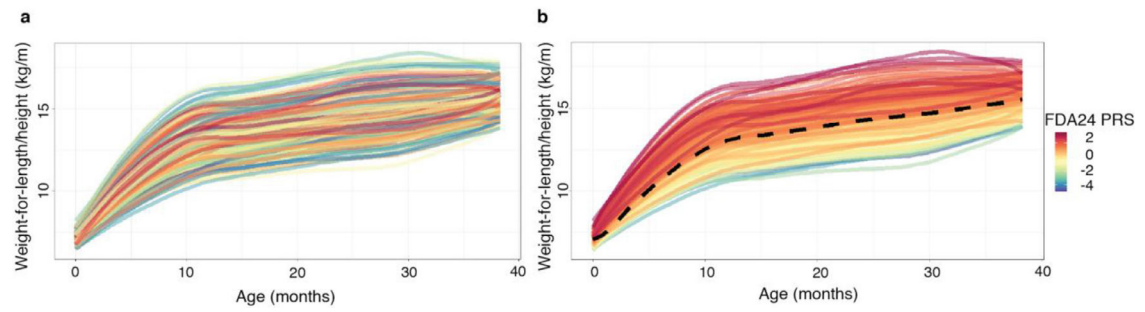 a
Weight-for-length/height (kg/m)
15
10
0 10 20 30 40
Age (months)
b
Weight-for-length/height (kg/m)
15
10
0 10 20 30 40
Age (months)
FDA24 PRS
2
0
-2
-4